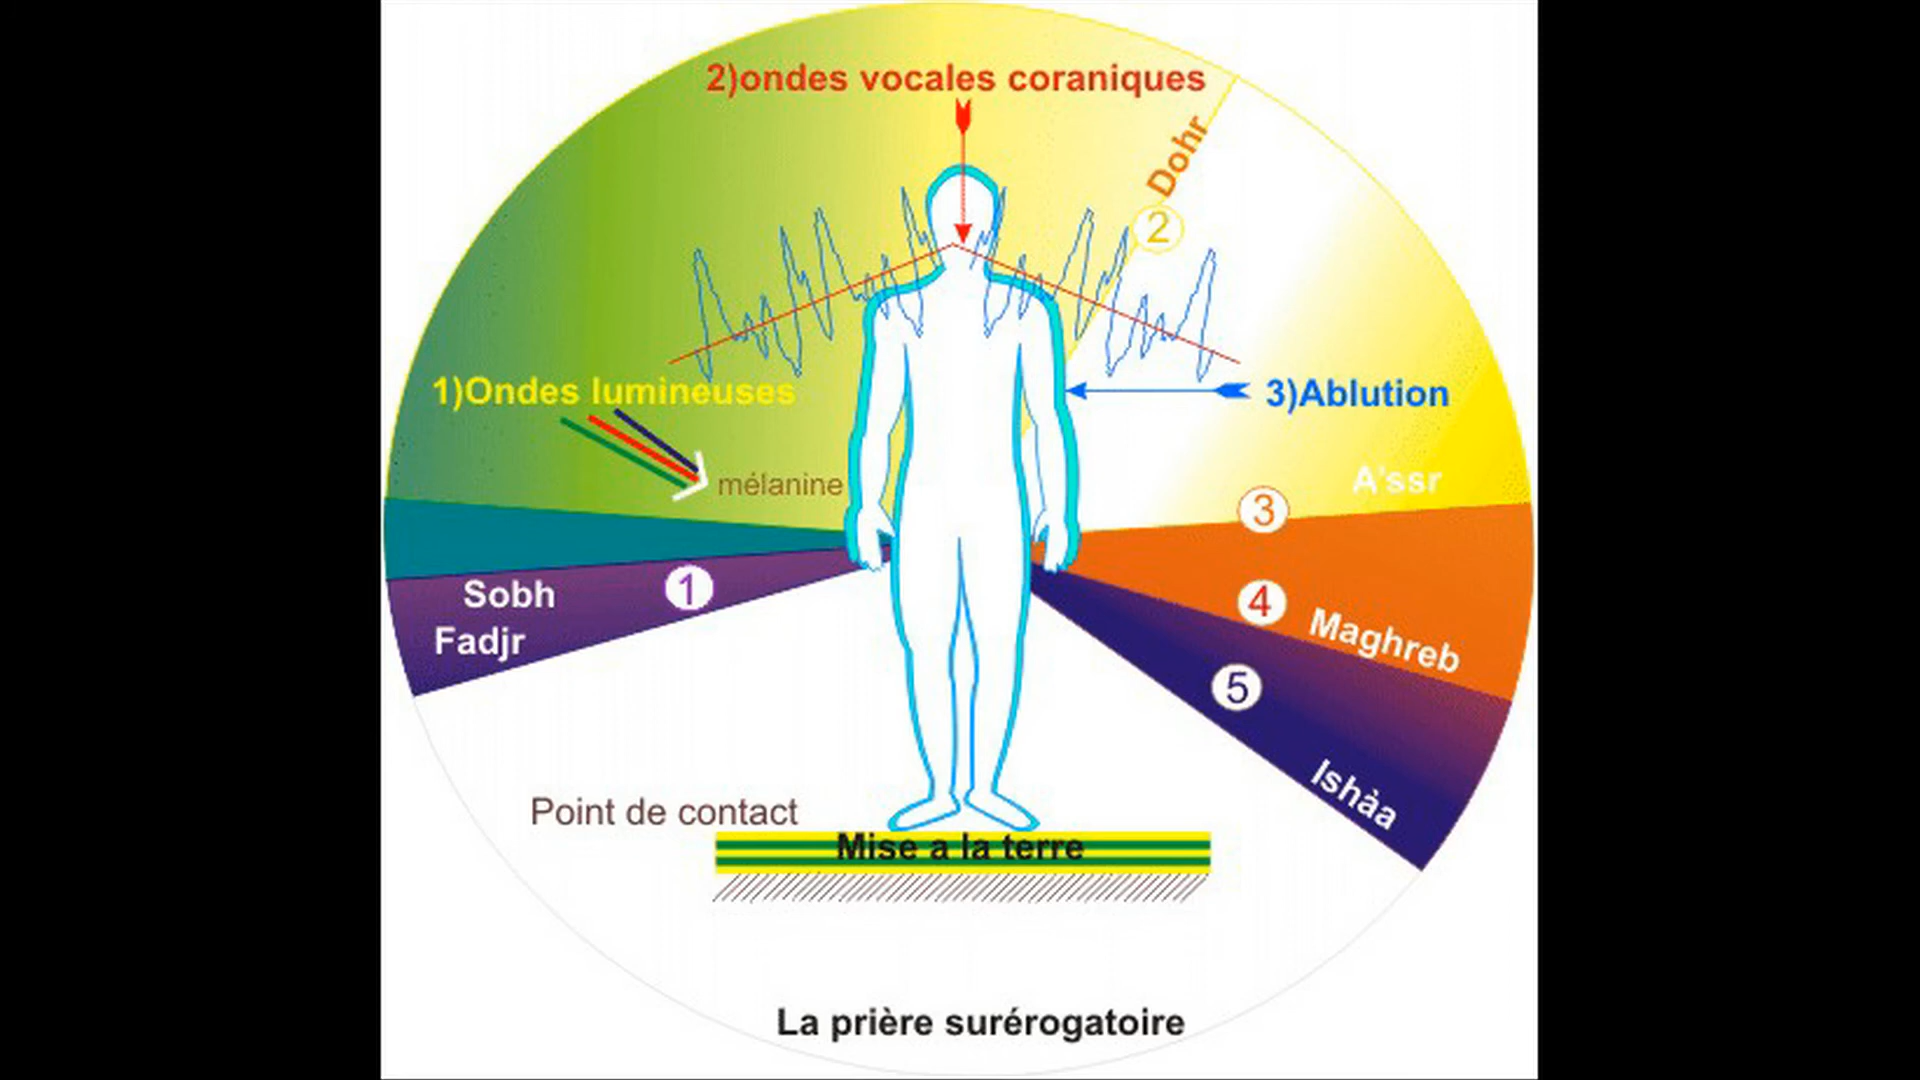 2)ondes vocales coraniques
Dohr
2
1)Ondes lumineuses
3)Ablution
mélanine
A'ssr
3
Sobh
1
4
Fadjr
Maghreb
5
Ishàa
Point de contact
Mise a la terre
La prière surérogatoire